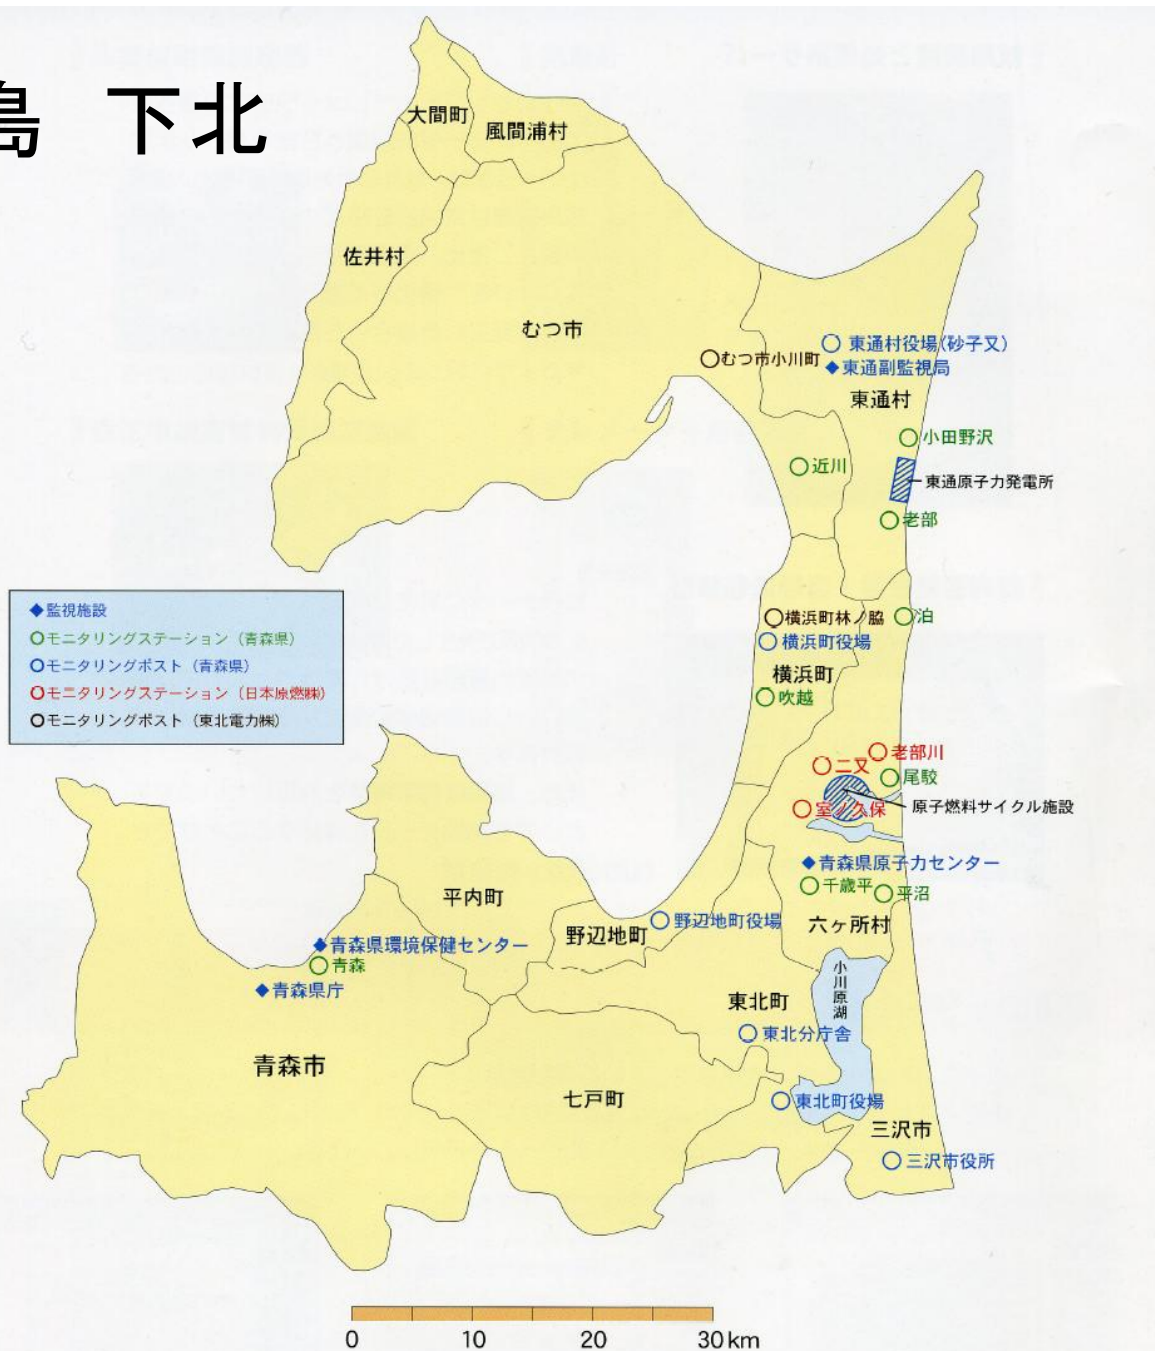 島 下北
大間町
風間浦村
佐井村
むつ市
東通村役場(砂子又)
むつ市小川町
東通副監視局
東通村
小田野沢
近川
東通原子力発電所
老部
◆監視施設
○モニタリングステーション(青森県)
○モニタリングポスト(青森県)
○モニタリングステーション(日本原燃㈱)
○モニタリングポスト(東北電力㈱)
横浜町林ノ脇
泊
横浜町役場
横浜町
吹越
老部川
二又
尾駮
室ノ久保
原子燃料サイクル施設
青森県原子力センター
千歳平
平沼
平内町
野辺地町役場
六ヶ所村
野辺地町
青森県環境保健センター
青森
小川原湖
青森県庁
東北町
東北分庁舎
青森市
七戸町
東北町役場
三沢市
三沢市役所
0 10 20 30km